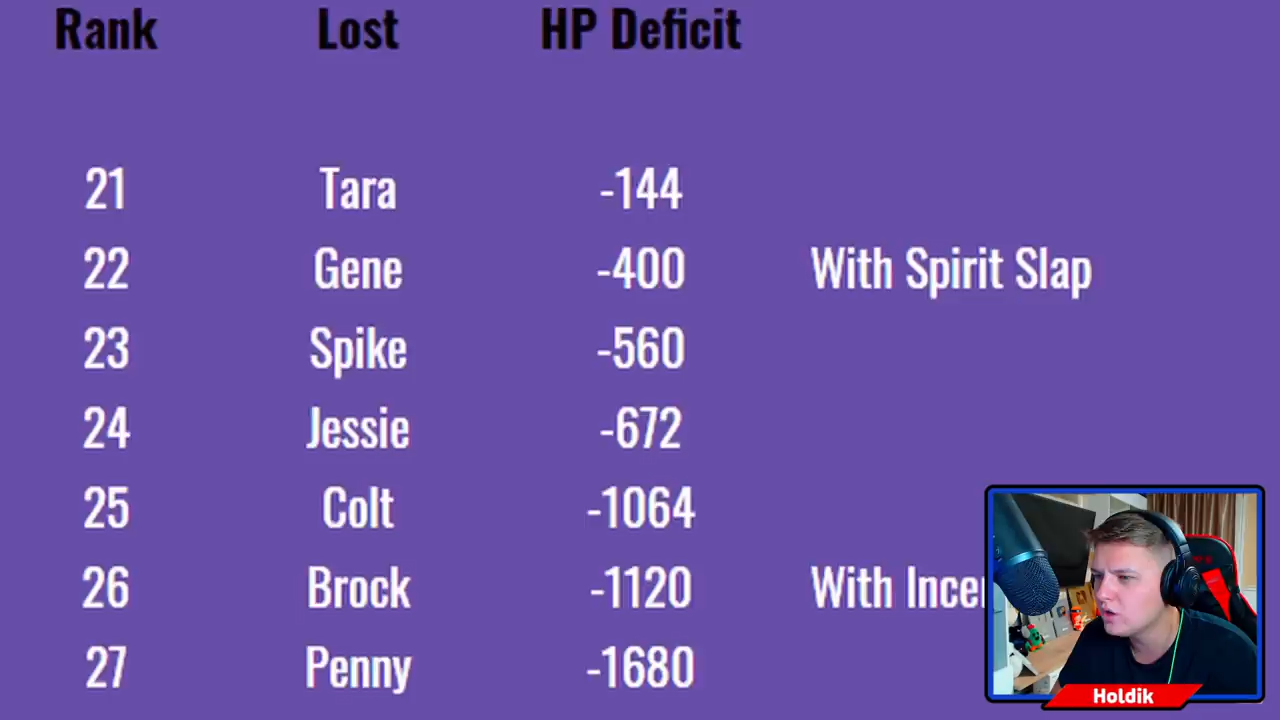 Rank Lost HP Deficit
21 Tara -144
22 Gene -400 With Spirit Slap
23 Spike -560
24 Jessie -672
25 Colt -1064
26 Brock -1120 With
27 Penny -1680
Holdik